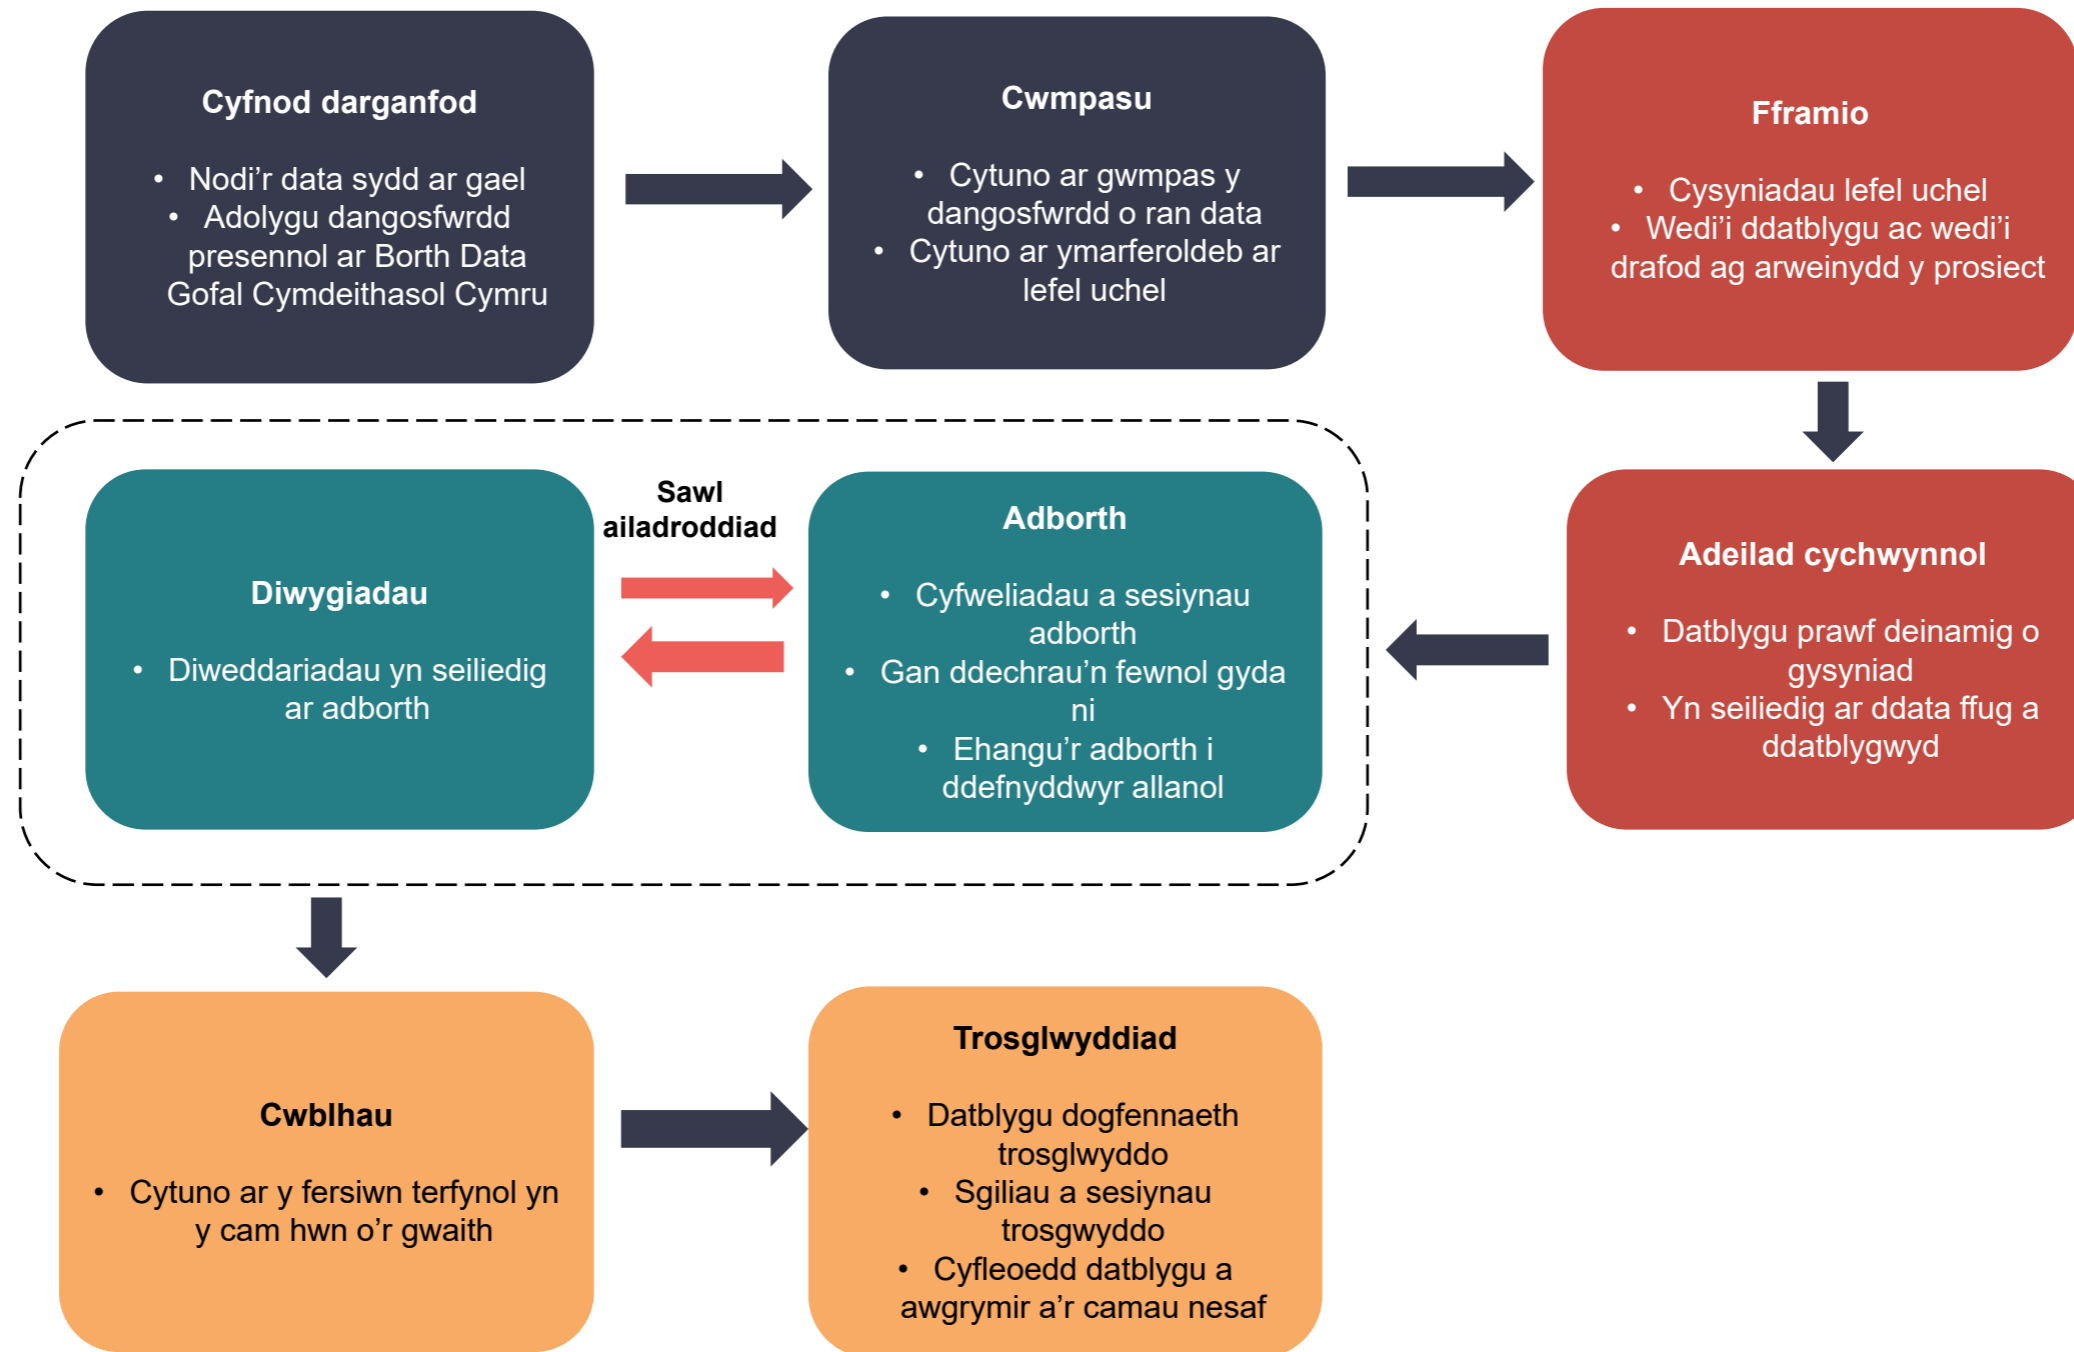 Cyfnod darganfod
• Nodi’r data sydd ar gael
• Adolygu dangosfwrdd
presennol ar Borth Data
Gofal Cymdeithasol Cymru
Cwmpasu
• Cytuno ar gwmpas y
dangosfwrdd o ran data
• Cytuno ar ymarferoldeb ar
lefel uchel
Fframio
• Cysyniadau lefel uchel
• Wedi’i ddatblygu ac wedi’i
drafod ag arweinydd y prosiect
Adeilad cychwynnol
• Datblygu prawf deinamig o
gysyniad
• Yn seiliedig ar ddata ffug a
ddatblygwyd
Adborth
• Cyfweliadau a sesiynau
adborth
• Gan ddechrau’n fewnol gyda
ni
• Ehangu’r adborth i
ddefnyddwyr allanol
Sawl
ailadroddiad
Diwygiadau
• Diweddariadau yn seiliedig
ar adborth
Cwblhau
• Cytuno ar y fersiwn terfynol yn
y cam hwn o’r gwaith
Trosglwyddiad
• Datblygu dogfennaeth
trosglwyddo
• Sgiliau a sesiynau
trosgwyddo
• Cyfleoedd datblygu a
awgrymir a’r camau nesaf